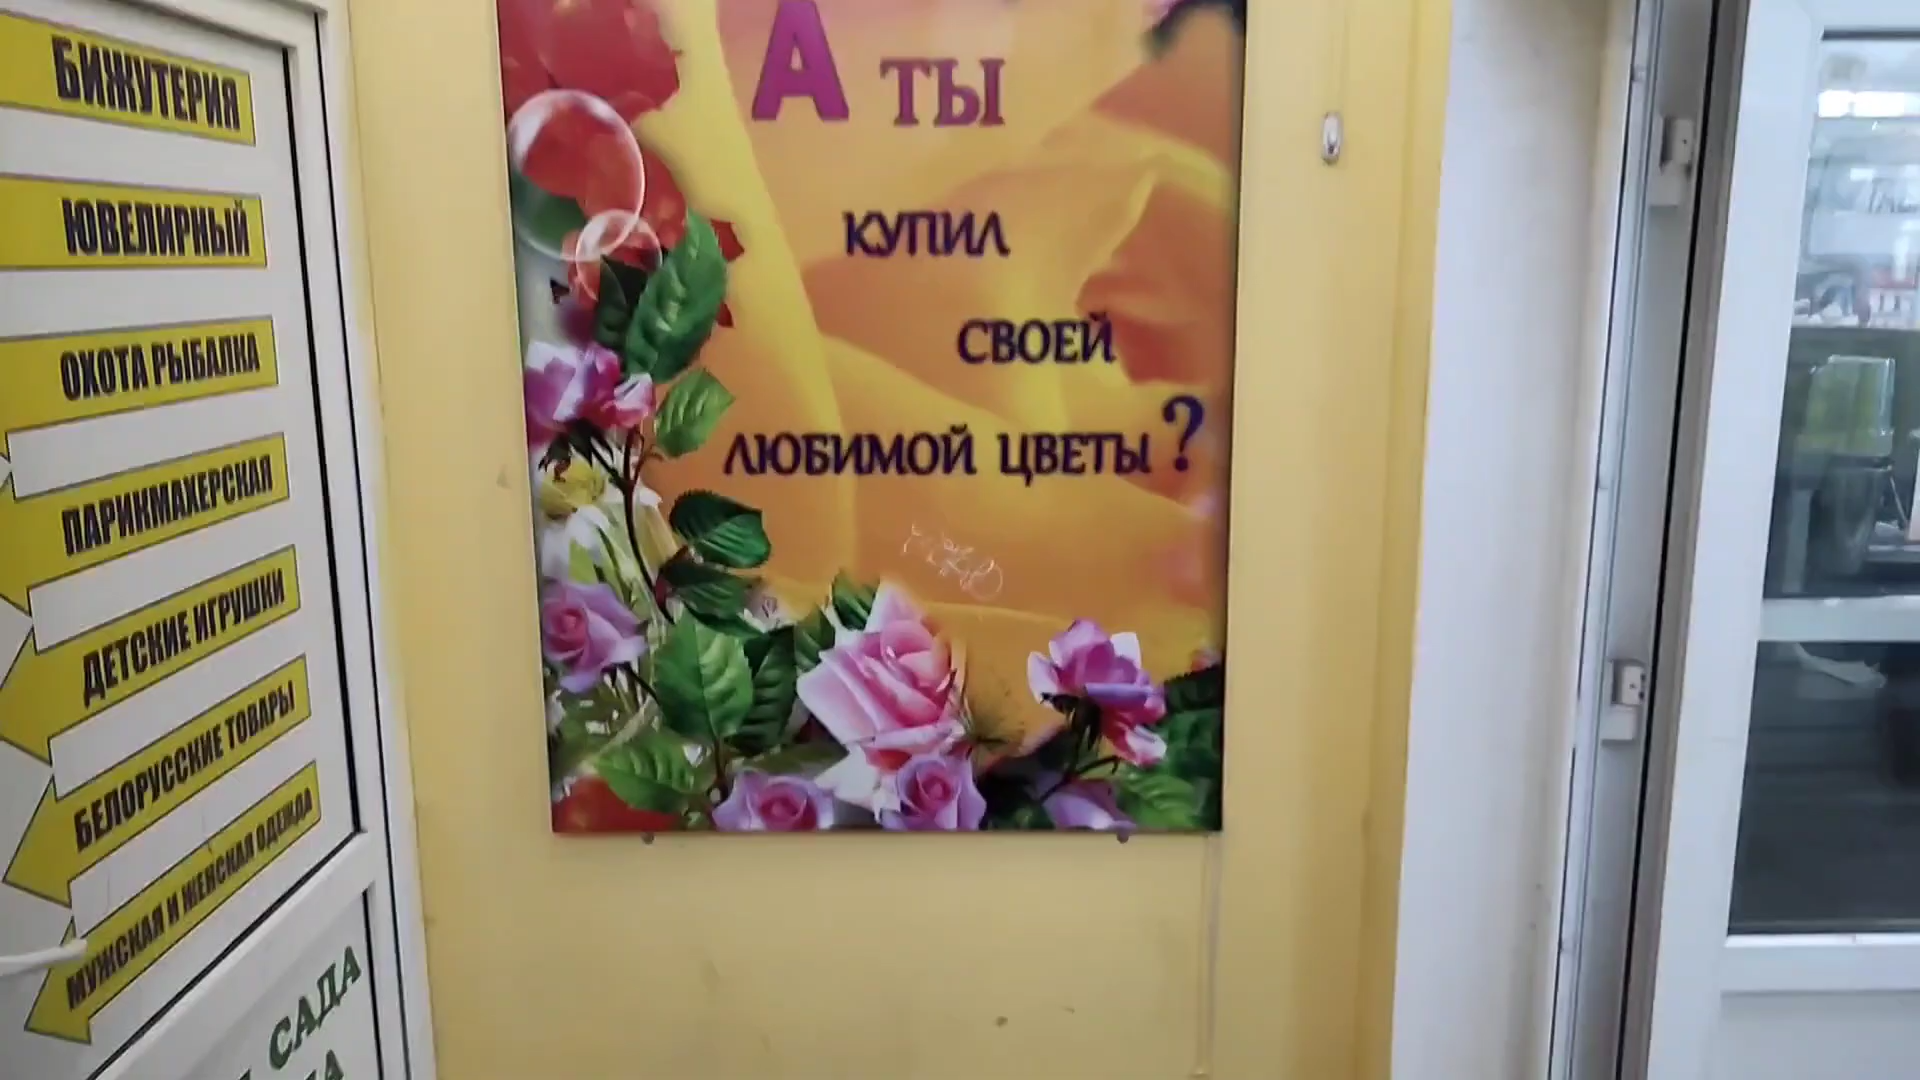 БИЖУТЕРИЯ
ЮВЕЛИРНЫЙ
ОХОТА РЫБАЛКА
ПАРИКМАХЕРСКАЯ
ДЕТСКИЕ ИГРУШКИ
БЕЛОРУССКИЕ ТОВАРЫ
МУЖСКАЯ И ЖЕНСКАЯ ОДЕЖДА
САДА
А ТЫ
КУПИЛ
СВОЕЙ
ЛЮБИМОЙ ЦВЕТЫ?